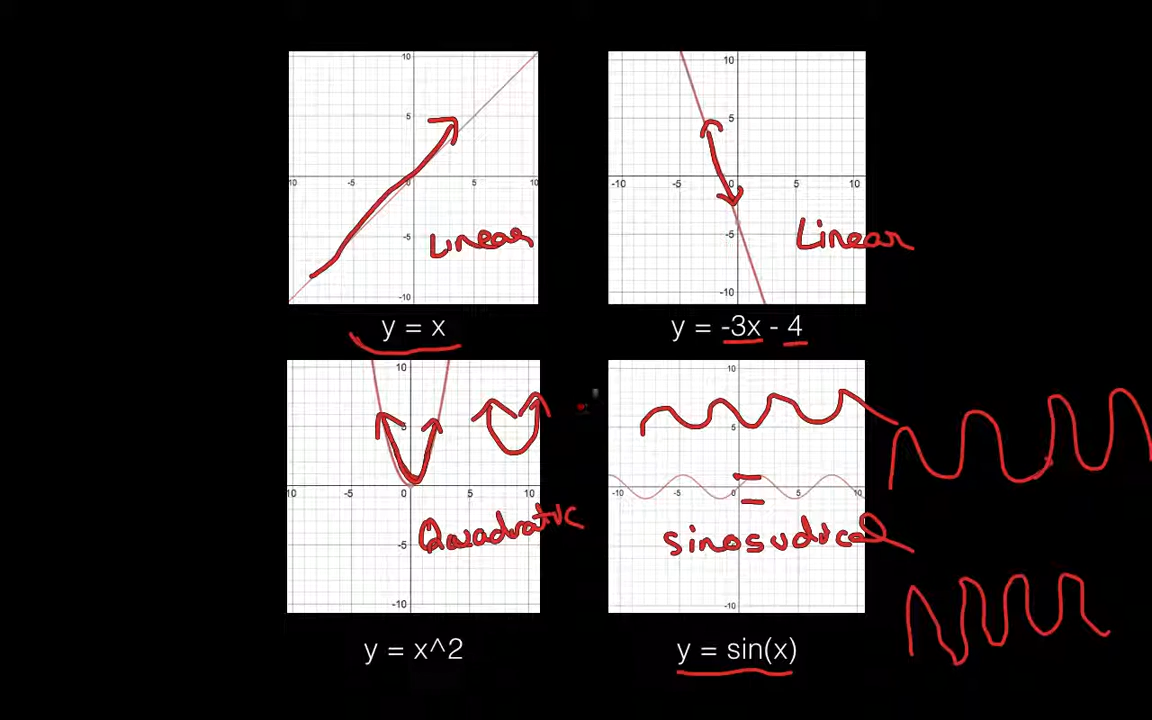 10
5
10 -5 0 5 10
-5
-10
Linear
y = x
10
5
-10 -5 0 5 10
-5
-10
Linear
y = -3x - 4
10
5
-10 -5 0 5 10
-5
-10
Quadratic
y = x^2
10
5
-10 -5 0 5 10
-10
sinosudical
y = sin(x)